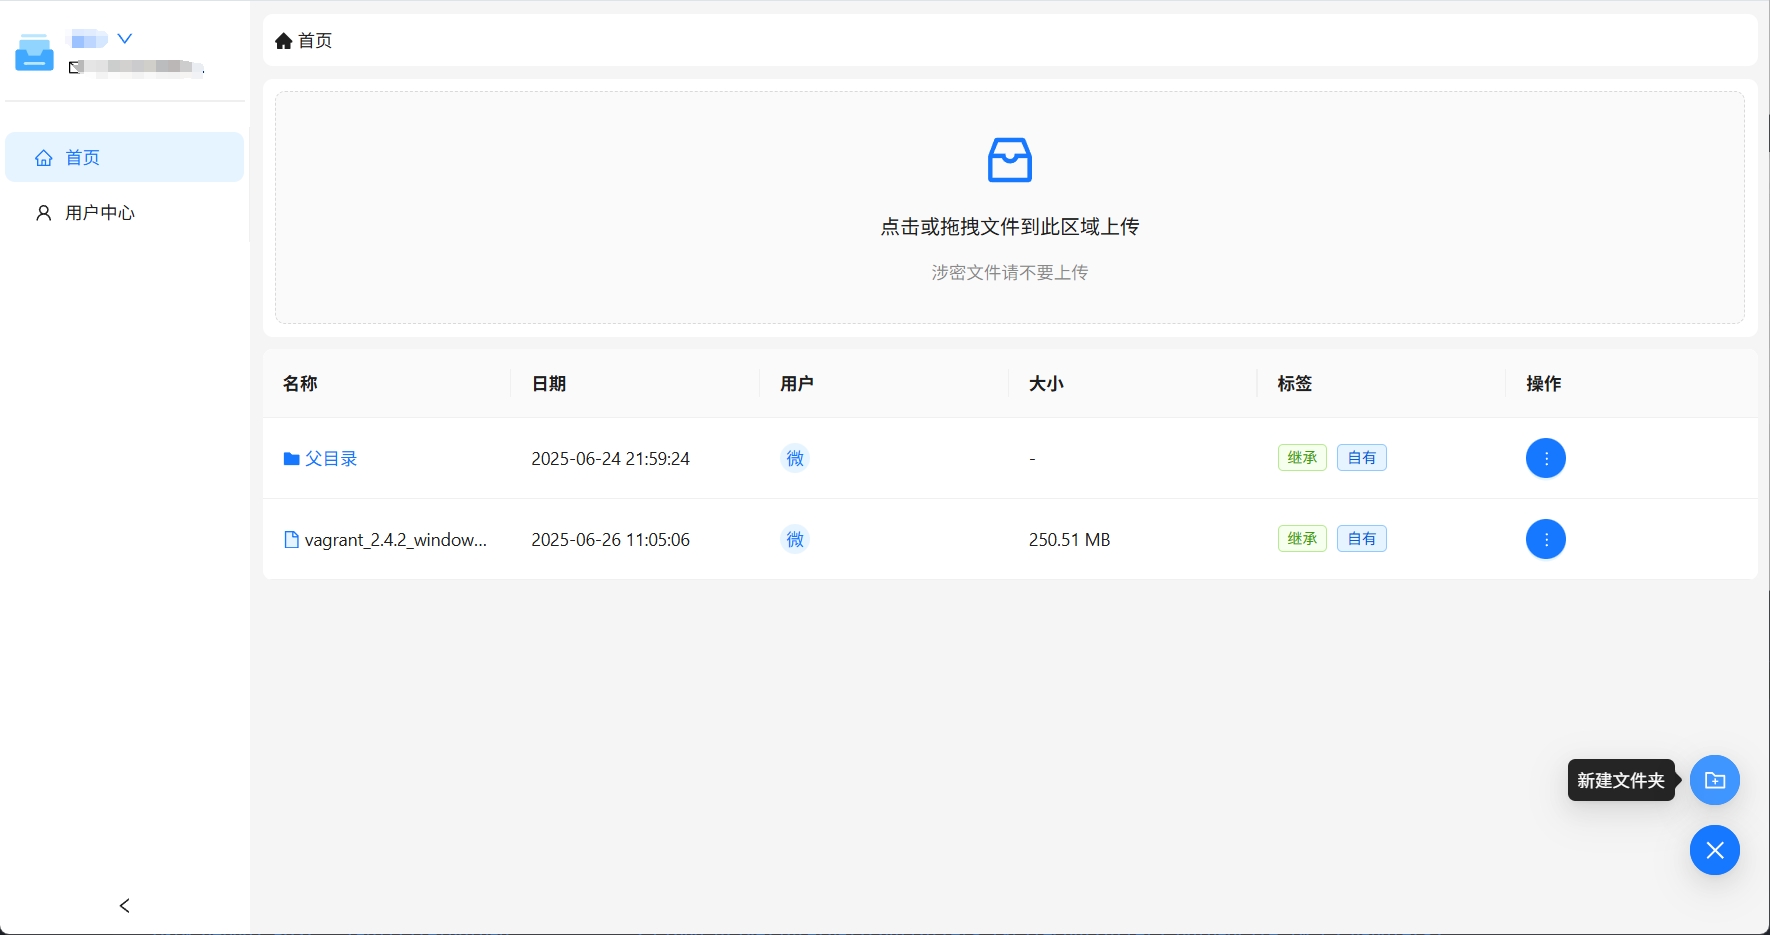 首页
首页
用户中心
点击或拖拽文件到此区域上传
涉密文件请不要上传
名称 日期 用户 大小 标签 操作
父目录 2025-06-24 21:59:24 微 - 继承 自有
vagrant_2.4.2_window... 2025-06-26 11:05:06 微 250.51 MB 继承 自有
新建文件夹